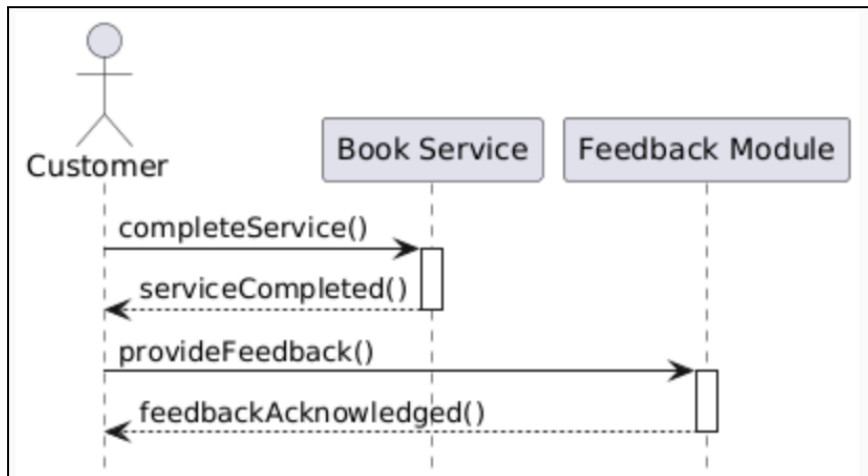 Customer
Book Service
Feedback Module
completeService()
serviceCompleted()
provideFeedback()
feedbackAcknowledged()